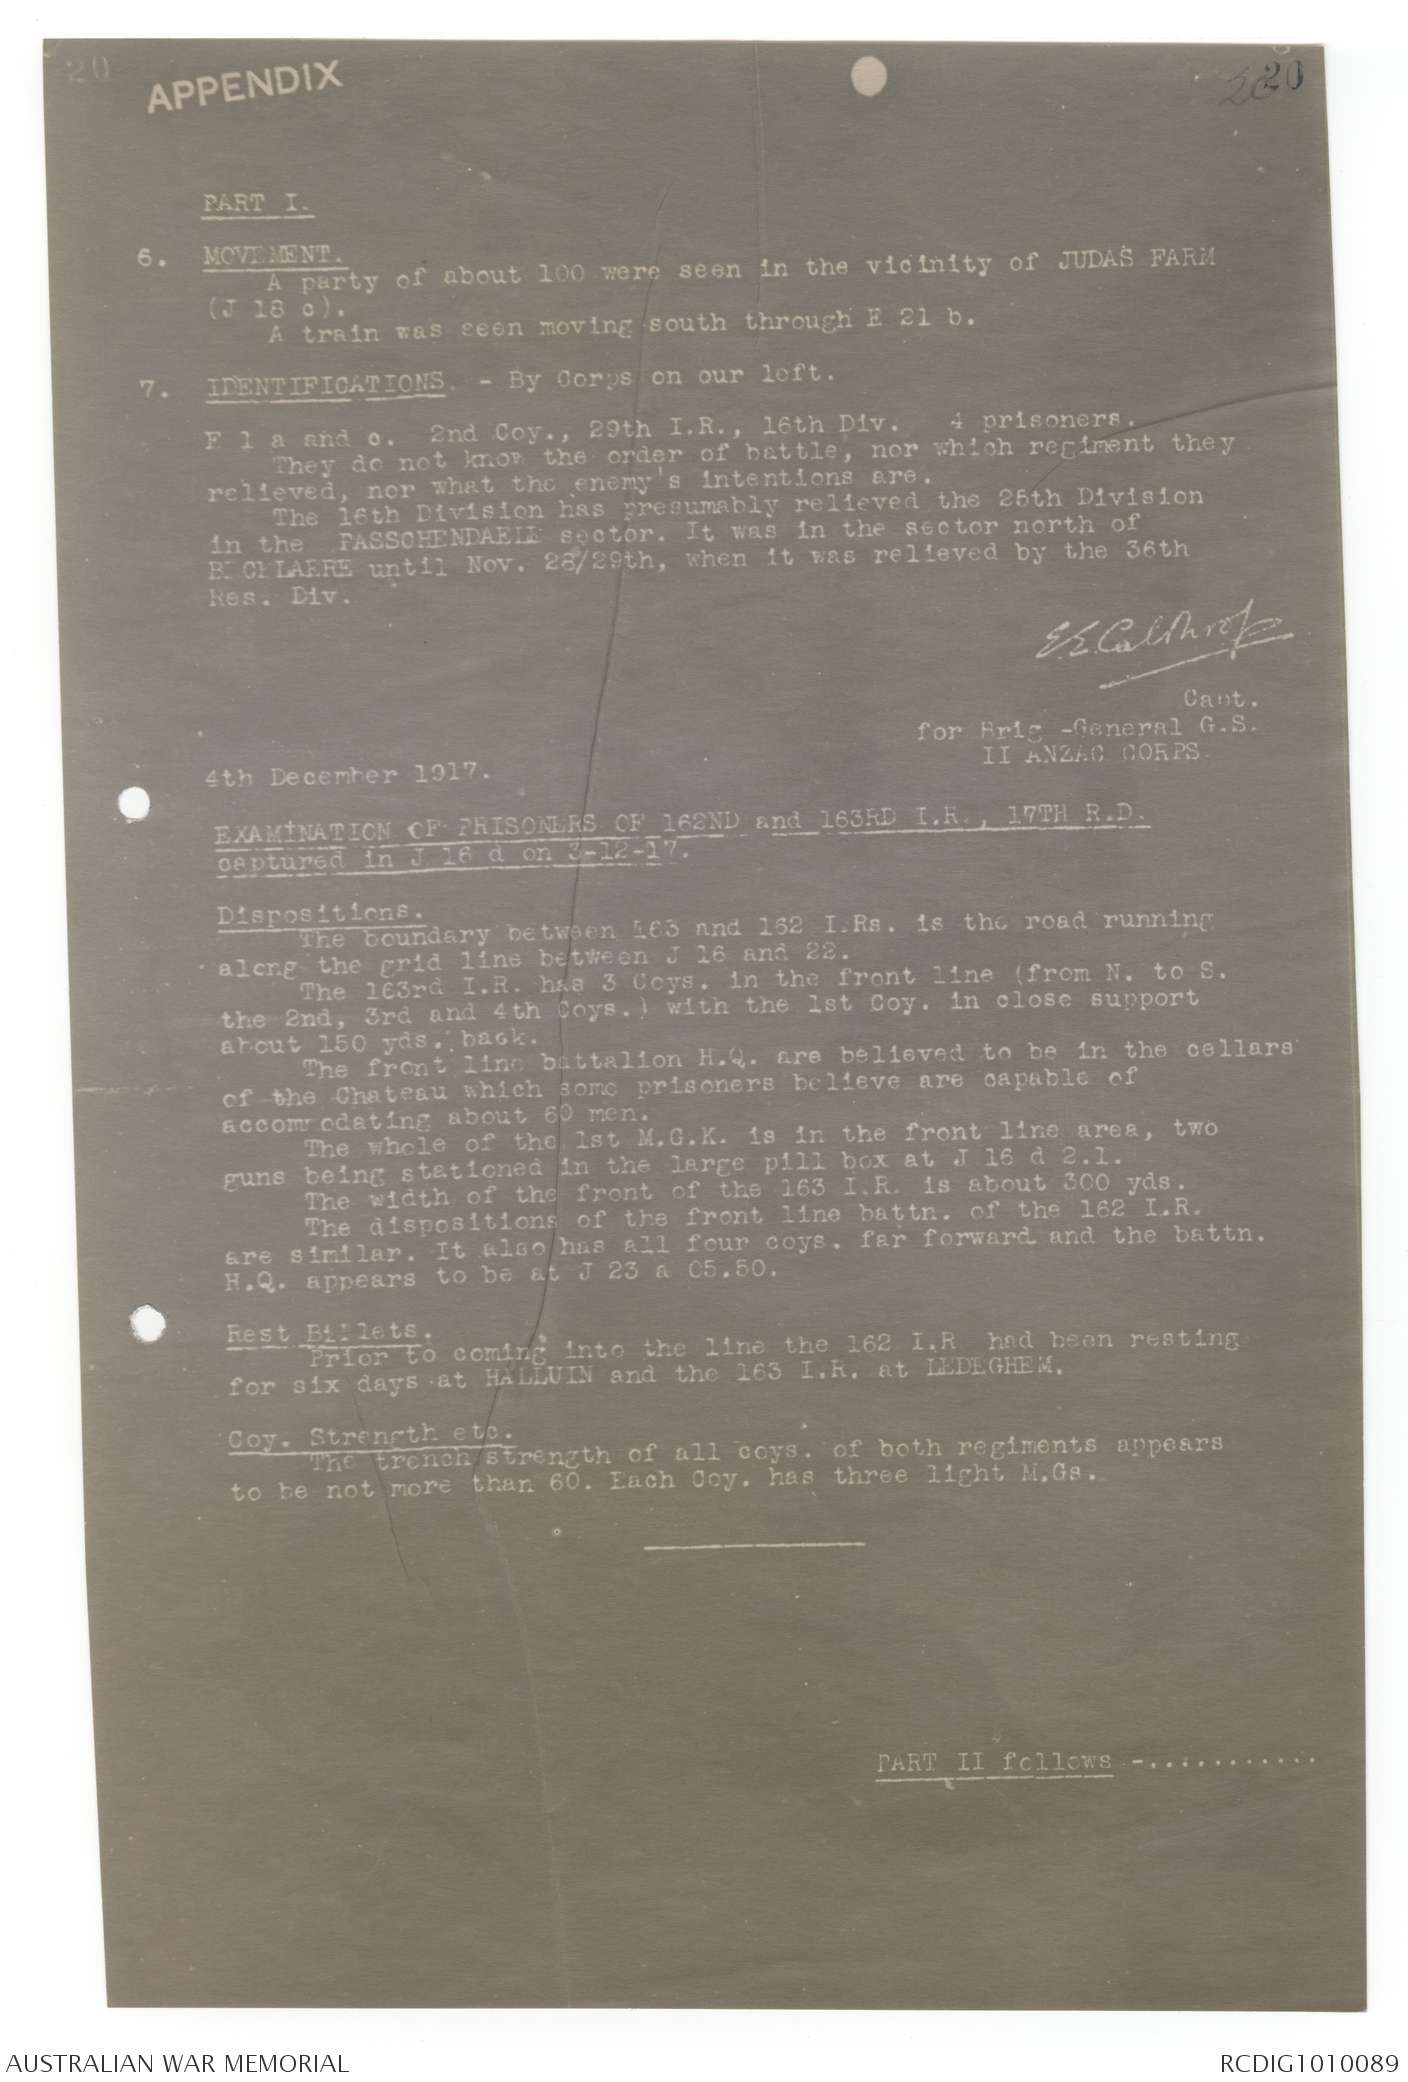 20
APPENDIX
20
PART I.
6. MOVEMENT.
A party of about 100 were seen in the vicinity of JUDAS FARM
(J 18 c).
A train was seen moving south through E 21 b.
7. IDENTIFICATIONS. - By Corps on our left.
E 1 a and c. 2nd Coy., 29th I.R., 16th Div. 4 prisoners.
They do not know the order of battle, nor which regiment they
relieved, nor what the enemy's intentions are.
The 16th Division has presumably relieved the 25th Division
in the PASSCHENDAELE sector. It was in the sector north of
BECELAERE until Nov. 28/29th, when it was relieved by the 36th
Res. Div.
E.E. Calthrop
Capt.
for Brig -General G.S.
II ANZAC CORPS.
4th December 1917.
EXAMINATION OF PRISONERS OF 162ND and 163RD I.R., 17TH R.D.
captured in J 16 d on 3-12-17.
Dispositions.
The boundary between 163 and 162 I.Rs. is the road running
along the grid line between J 16 and 22.
The 163rd I.R. has 3 Coys. in the front line (from N. to S.
the 2nd, 3rd and 4th Coys.) with the 1st Coy. in close support
about 150 yds. back.
The front line battalion H.Q. are believed to be in the cellars
of the Chateau which some prisoners believe are capable of
accommodating about 60 men.
The whole of the 1st M.G.K. is in the front line area, two
guns being stationed in the large pill box at J 16 d 2.1.
The width of the front of the 163 I.R. is about 300 yds.
The dispositions of the front line battn. of the 162 I.R.
are similar. It also has all four coys. far forward and the battn.
H.Q. appears to be at J 23 a 05.50.
Rest Billets.
Prior to coming into the line the 162 I.R had been resting
for six days at HALLUIN and the 163 I.R. at LEDEGHEM.
Coy. Strength etc.
The trench strength of all coys. of both regiments appears
to be not more than 60. Each Coy. has three light M.Gs.
PART II follows -............
AUSTRALIAN WAR MEMORIAL
RCDIG1010089